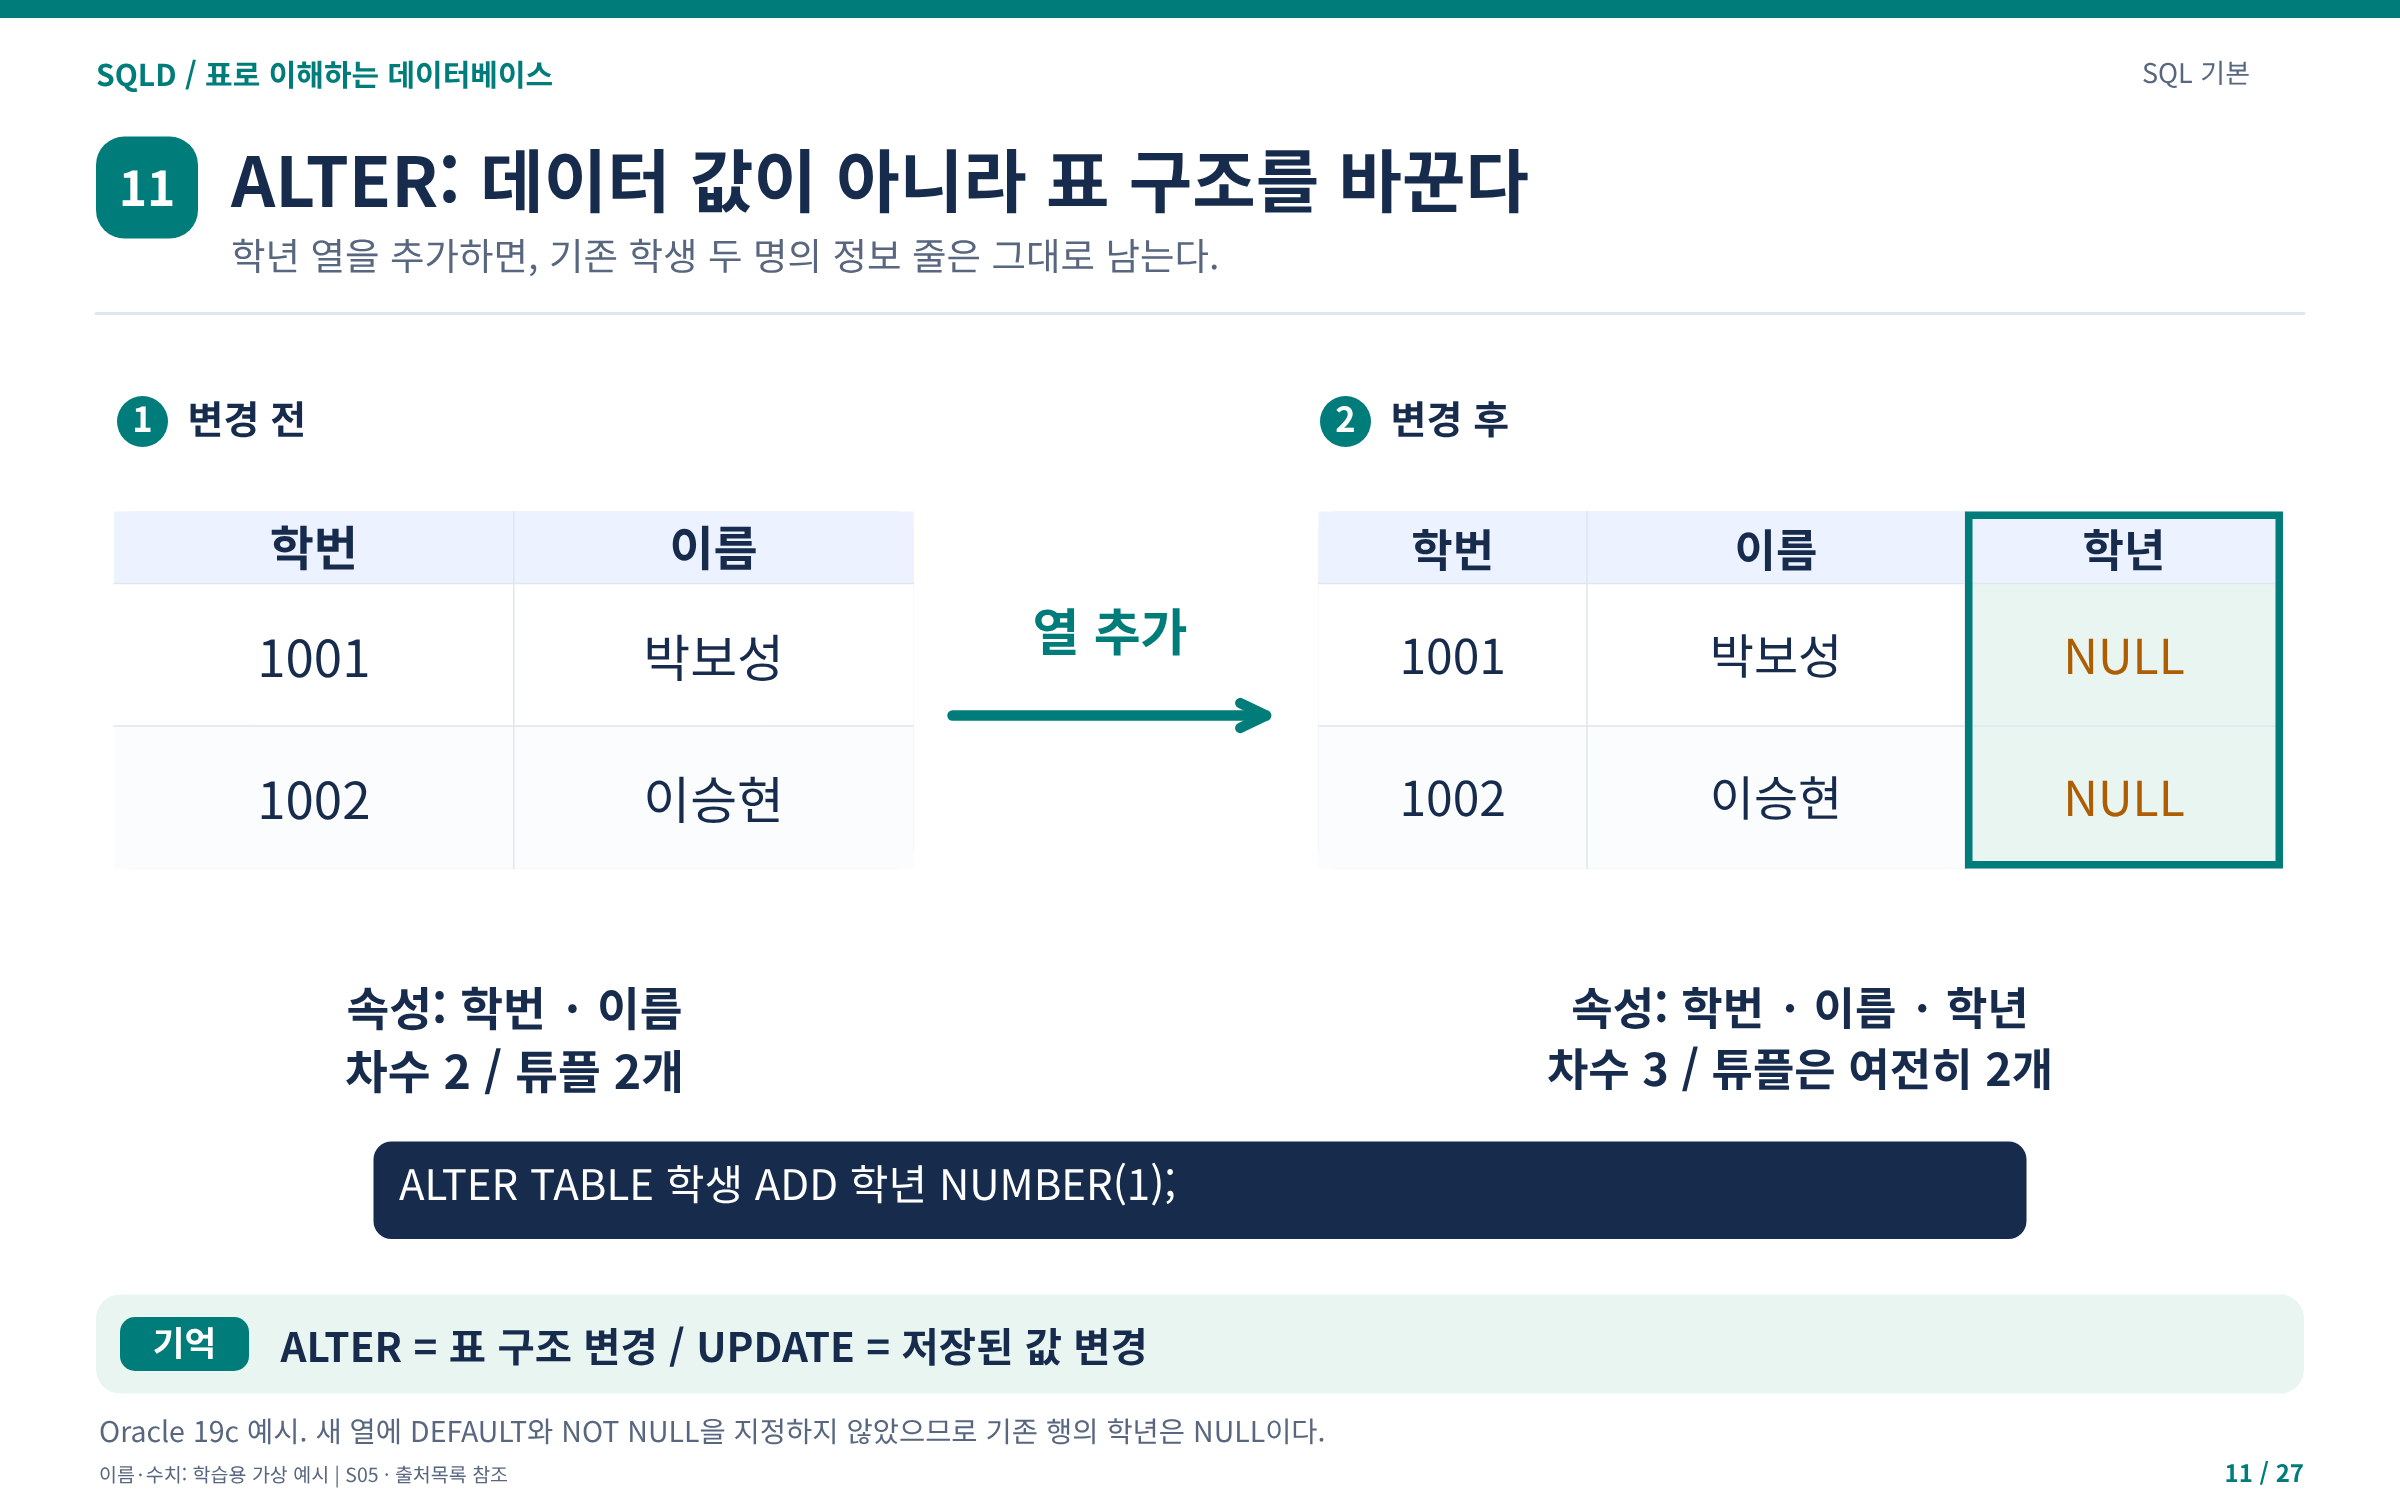 SQLD / 표로 이해하는 데이터베이스
SQL 기본
11
ALTER: 데이터 값이 아니라 표 구조를 바꾼다
학년 열을 추가하면, 기존 학생 두 명의 정보 줄은 그대로 남는다.
1 변경 전
학번 이름
1001 박보성
1002 이승현
열 추가
2 변경 후
학번 이름 학년
1001 박보성 NULL
1002 이승현 NULL
속성: 학번 · 이름
차수 2 / 튜플 2개
속성: 학번 · 이름 · 학년
차수 3 / 튜플은 여전히 2개
ALTER TABLE 학생 ADD 학년 NUMBER(1);
기억 ALTER = 표 구조 변경 / UPDATE = 저장된 값 변경
Oracle 19c 예시. 새 열에 DEFAULT와 NOT NULL을 지정하지 않았으므로 기존 행의 학년은 NULL이다.
이름·수치: 학습용 가상 예시 | S05 · 출처목록 참조
11 / 27